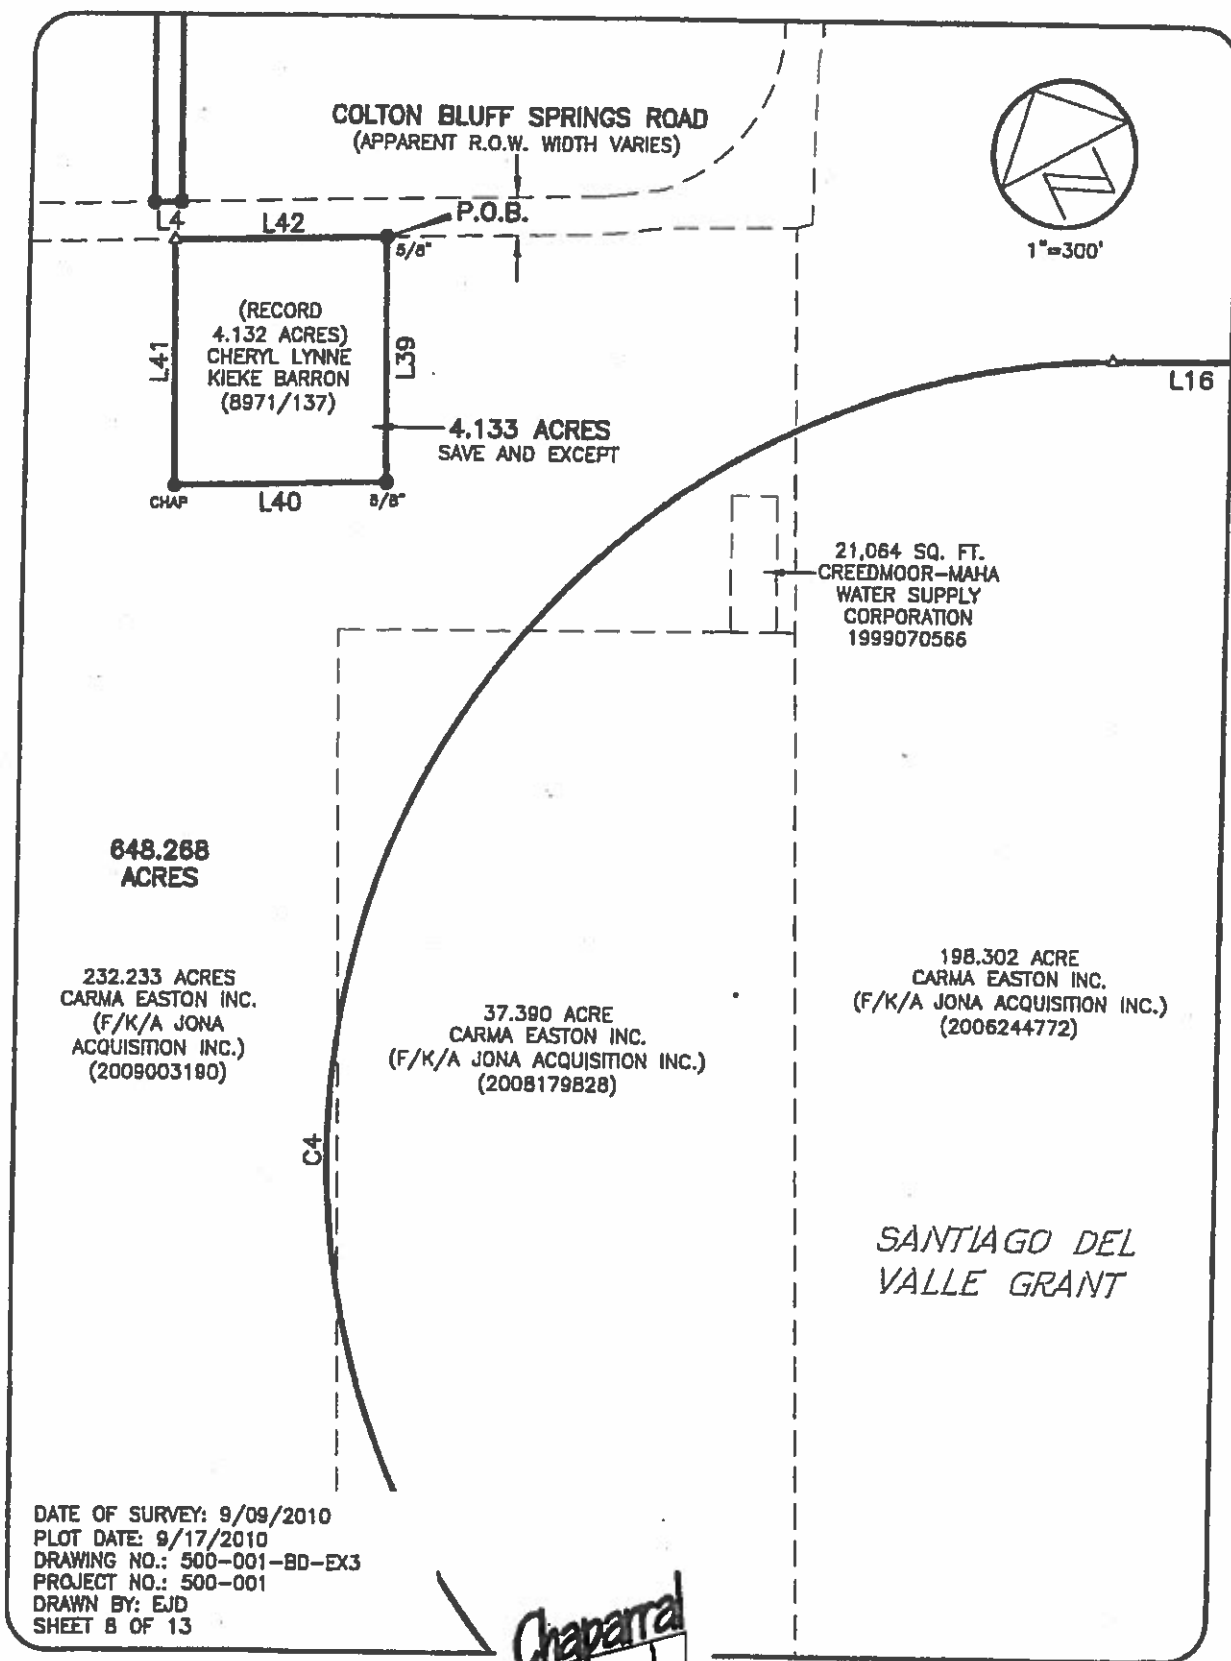 COLTON BLUFF SPRINGS ROAD
(APPARENT R.O.W. WIDTH VARIES)
1"=300'
L4
L42
P.O.B.
5/8"
(RECORD
4.132 ACRES)
CHERYL LYNNE
KIEKE BARRON
(8971/137)
L41
L39
L16
4.133 ACRES
SAVE AND EXCEPT
CHAP
L40
5/8"
21,064 SQ. FT.
CREEDMOOR-MAHA
WATER SUPPLY
CORPORATION
1999070566
648.268
ACRES
232.233 ACRES
CARMA EASTON INC.
(F/K/A JONA
ACQUISITION INC.)
(2009003190)
37.390 ACRE
CARMA EASTON INC.
(F/K/A JONA ACQUISITION INC.)
(2008179828)
198.302 ACRE
CARMA EASTON INC.
(F/K/A JONA ACQUISITION INC.)
(2006244772)
C4
SANTIAGO DEL
VALLE GRANT
DATE OF SURVEY: 9/09/2010
PLOT DATE: 9/17/2010
DRAWING NO.: 500-001-BD-EX3
PROJECT NO.: 500-001
DRAWN BY: EJD
SHEET 8 OF 13
Chaparral